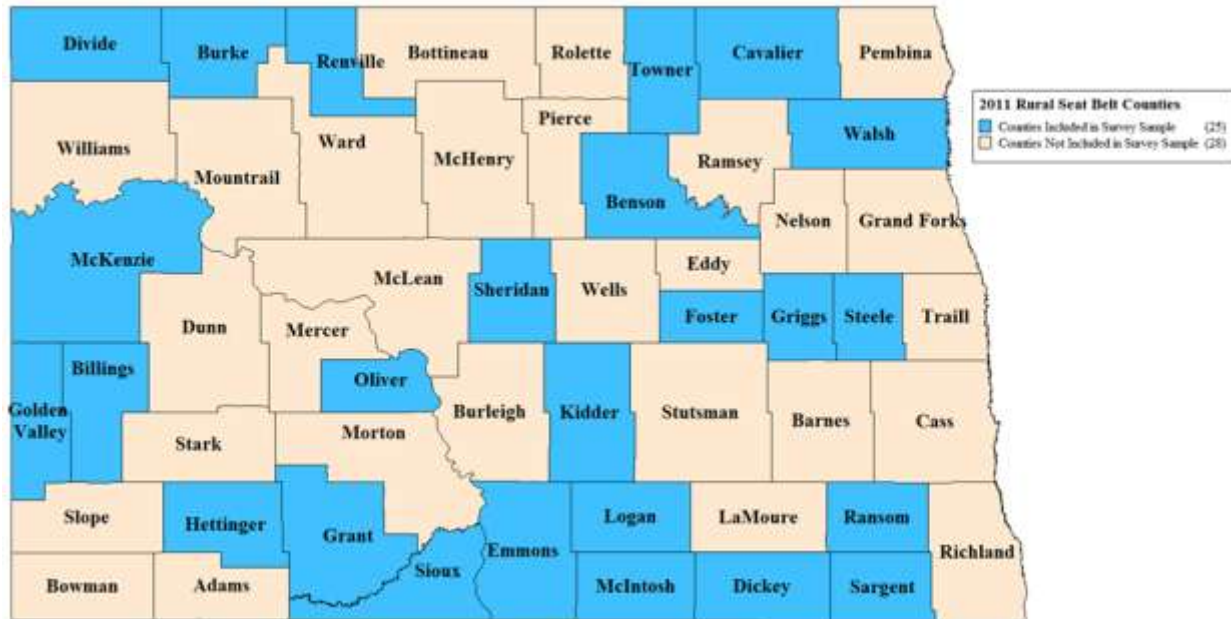 Divide
Burke
Renville
Bottineau
Rolette
Towner
Cavalier
Pembina
2011 Rural Seat Belt Counties
Counties Included in Survey Sample (25)
Counties Not Included in Survey Sample (28)
Williams
Mountrail
Ward
McHenry
Pierce
Benson
Ramsey
Walsh
Nelson
Grand Forks
McKenzie
Dunn
McLean
Mercer
Sheridan
Wells
Eddy
Foster
Griggs
Steele
Traill
Golden
Valley
Billings
Oliver
Burleigh
Kidder
Stutsman
Barnes
Cass
Stark
Morton
Slope
Hettinger
Grant
Sioux
Emmons
Logan
LaMoure
Ransom
Richland
Bowman
Adams
McIntosh
Dickey
Sargent